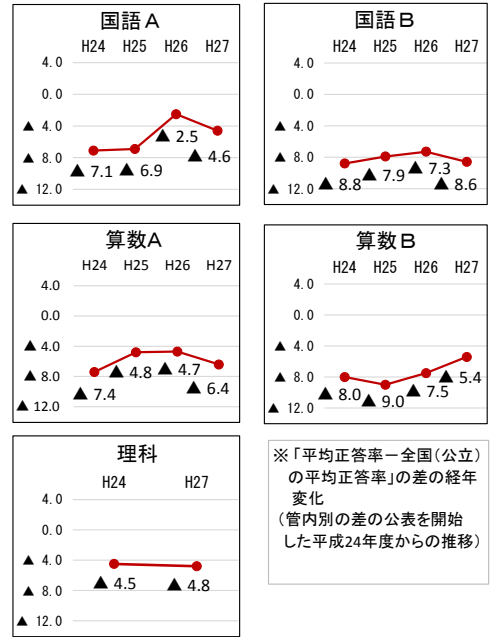 国語A
H24 H25 H26 H27
4.0
0.0
▲ 4.0
▲ 8.0
▲ 12.0
▲ 7.1 ▲ 6.9 ▲ 2.5 ▲ 4.6
国語B
H24 H25 H26 H27
4.0
0.0
▲ 4.0
▲ 8.0
▲ 12.0
▲ 8.8 ▲ 7.9 ▲ 7.3 ▲ 8.6
算数A
H24 H25 H26 H27
4.0
0.0
▲ 4.0
▲ 8.0
▲ 12.0
▲ 7.4 ▲ 4.8 ▲ 4.7 ▲ 6.4
算数B
H24 H25 H26 H27
4.0
0.0
▲ 4.0
▲ 8.0
▲ 12.0
▲ 8.0 ▲ 9.0 ▲ 7.5 ▲ 5.4
理科
H24 H27
4.0
0.0
▲ 4.0
▲ 8.0
▲ 12.0
▲ 4.5 ▲ 4.8
※「平均正答率－全国(公立)
の平均正答率」の差の経年
変化
(管内別の差の公表を開始
した平成24年度からの推移)